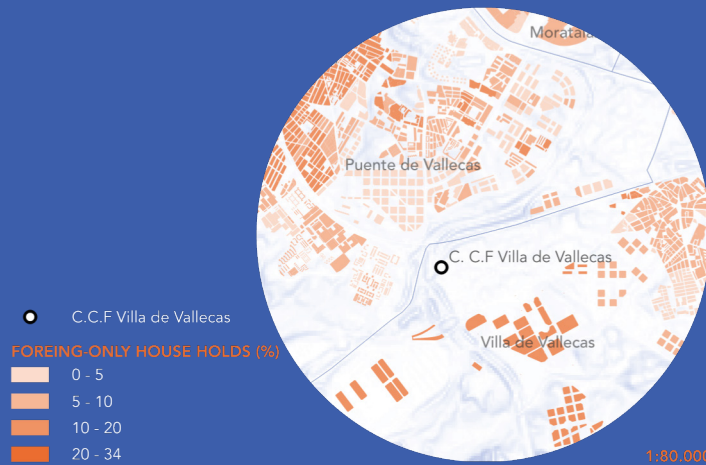 Moratala
Puente de Vallecas
C. C.F Villa de Vallecas
Villa de Vallecas
C.C.F Villa de Vallecas
FOREING-ONLY HOUSE HOLDS (%)
0 - 5
5 - 10
10 - 20
20 - 34
1:80.000